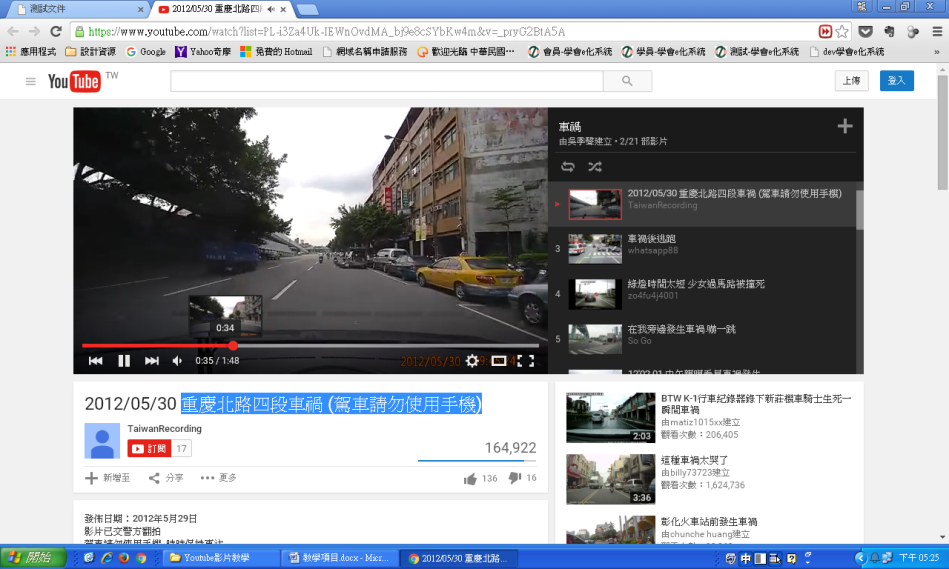 測試文件
2012/05/30 重慶北路四段
https://www.youtube.com/watch?list=PL-i3Za4Uk-IEWnOvdMA_bj9e8cSYbKw4m&v=_pryG2BtA5A
應用程式 設計資源 Google Yahoo奇摩 免費的 Hotmail 網域名稱申請服務 歡迎光臨 中華民國… 會員-學會e化系統 學員-學會e化系統 測試-學會e化系統 dev學會e化系統 »
YouTube TW
上傳 登入
車禍
由吳季聲建立 • 2/21 部影片
2012/05/30 重慶北路四段車禍 (駕車請勿使用手機)
TaiwanRecording
3 車禍後逃跑
whatsapp88
4 綠燈時間太短 少女過馬路被撞死
zo4fu4j4001
5 在我旁邊發生車禍.嚇一跳
So Go
0:34
0:35 / 1:48
2012/05/30
2012/05/30 重慶北路四段車禍 (駕車請勿使用手機)
TaiwanRecording
訂閱 17
164,922
新增至 分享 更多
136 16
發佈日期：2012年5月29日
影片已交警方翻拍
BTW K-1行車紀錄器錄下新莊櫃車騎士生死一
瞬間車禍
由matiz1015xx建立
觀看次數：206,405
2:03
這種車禍太哭了
由billy73723建立
觀看次數：1,624,736
3:36
彰化火車站前發生車禍
由chunche huang建立
開始
Youtube影片教學
教學項目.docx - Micr...
2012/05/30 重慶北路...
中
下午 05:25